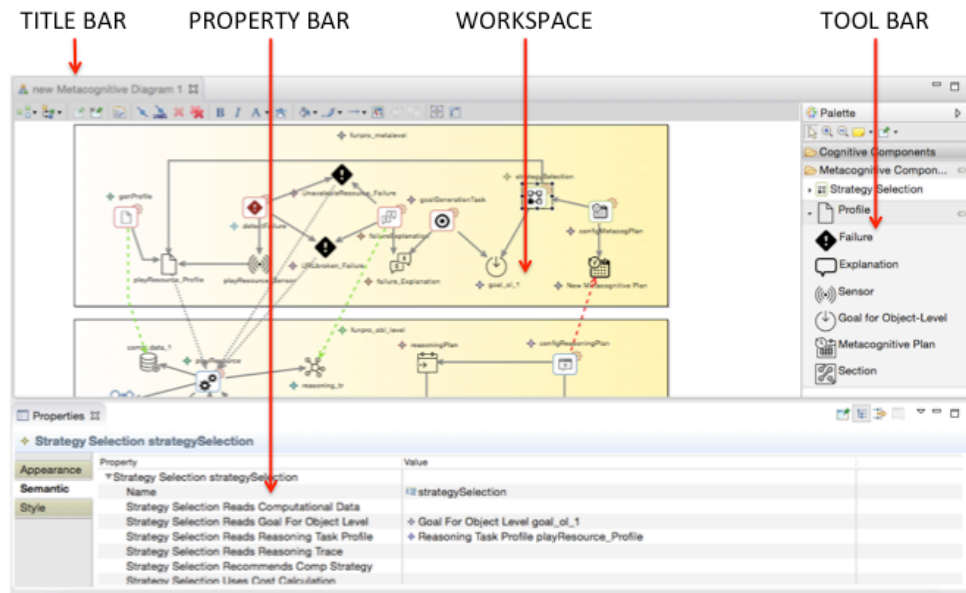 TITLE BAR PROPERTY BAR WORKSPACE TOOL BAR
new Metacognitive Diagram 1
B I A
Palette
Cognitive Components
Metacognitive Compon...
Strategy Selection
Profile
Failure
Explanation
Sensor
Goal for Object-Level
Metacognitive Plan
Section
funpro_metalevel
strategySelection
UnavailableResource_Failure
genProfile
goalGenerationTask
detectFailure
failureExplanation
configMetacogPlan
URLbroken_Failure
playResource_Profile
failure_Explanation
goal_ol_1
New Metacognitive Plan
funpro_obl_level
reasoningPlan
configReasoningPlan
reasoning_tr
Properties
Strategy Selection strategySelection
Property Value
Appearance
Strategy Selection strategySelection
Semantic
Name strategySelection
Style
Strategy Selection Reads Computational Data
Strategy Selection Reads Goal For Object Level Goal For Object Level goal_ol_1
Strategy Selection Reads Reasoning Task Profile Reasoning Task Profile playResource_Profile
Strategy Selection Reads Reasoning Trace
Strategy Selection Recommends Comp Strategy
Strategy Selection Uses Cost Calculation